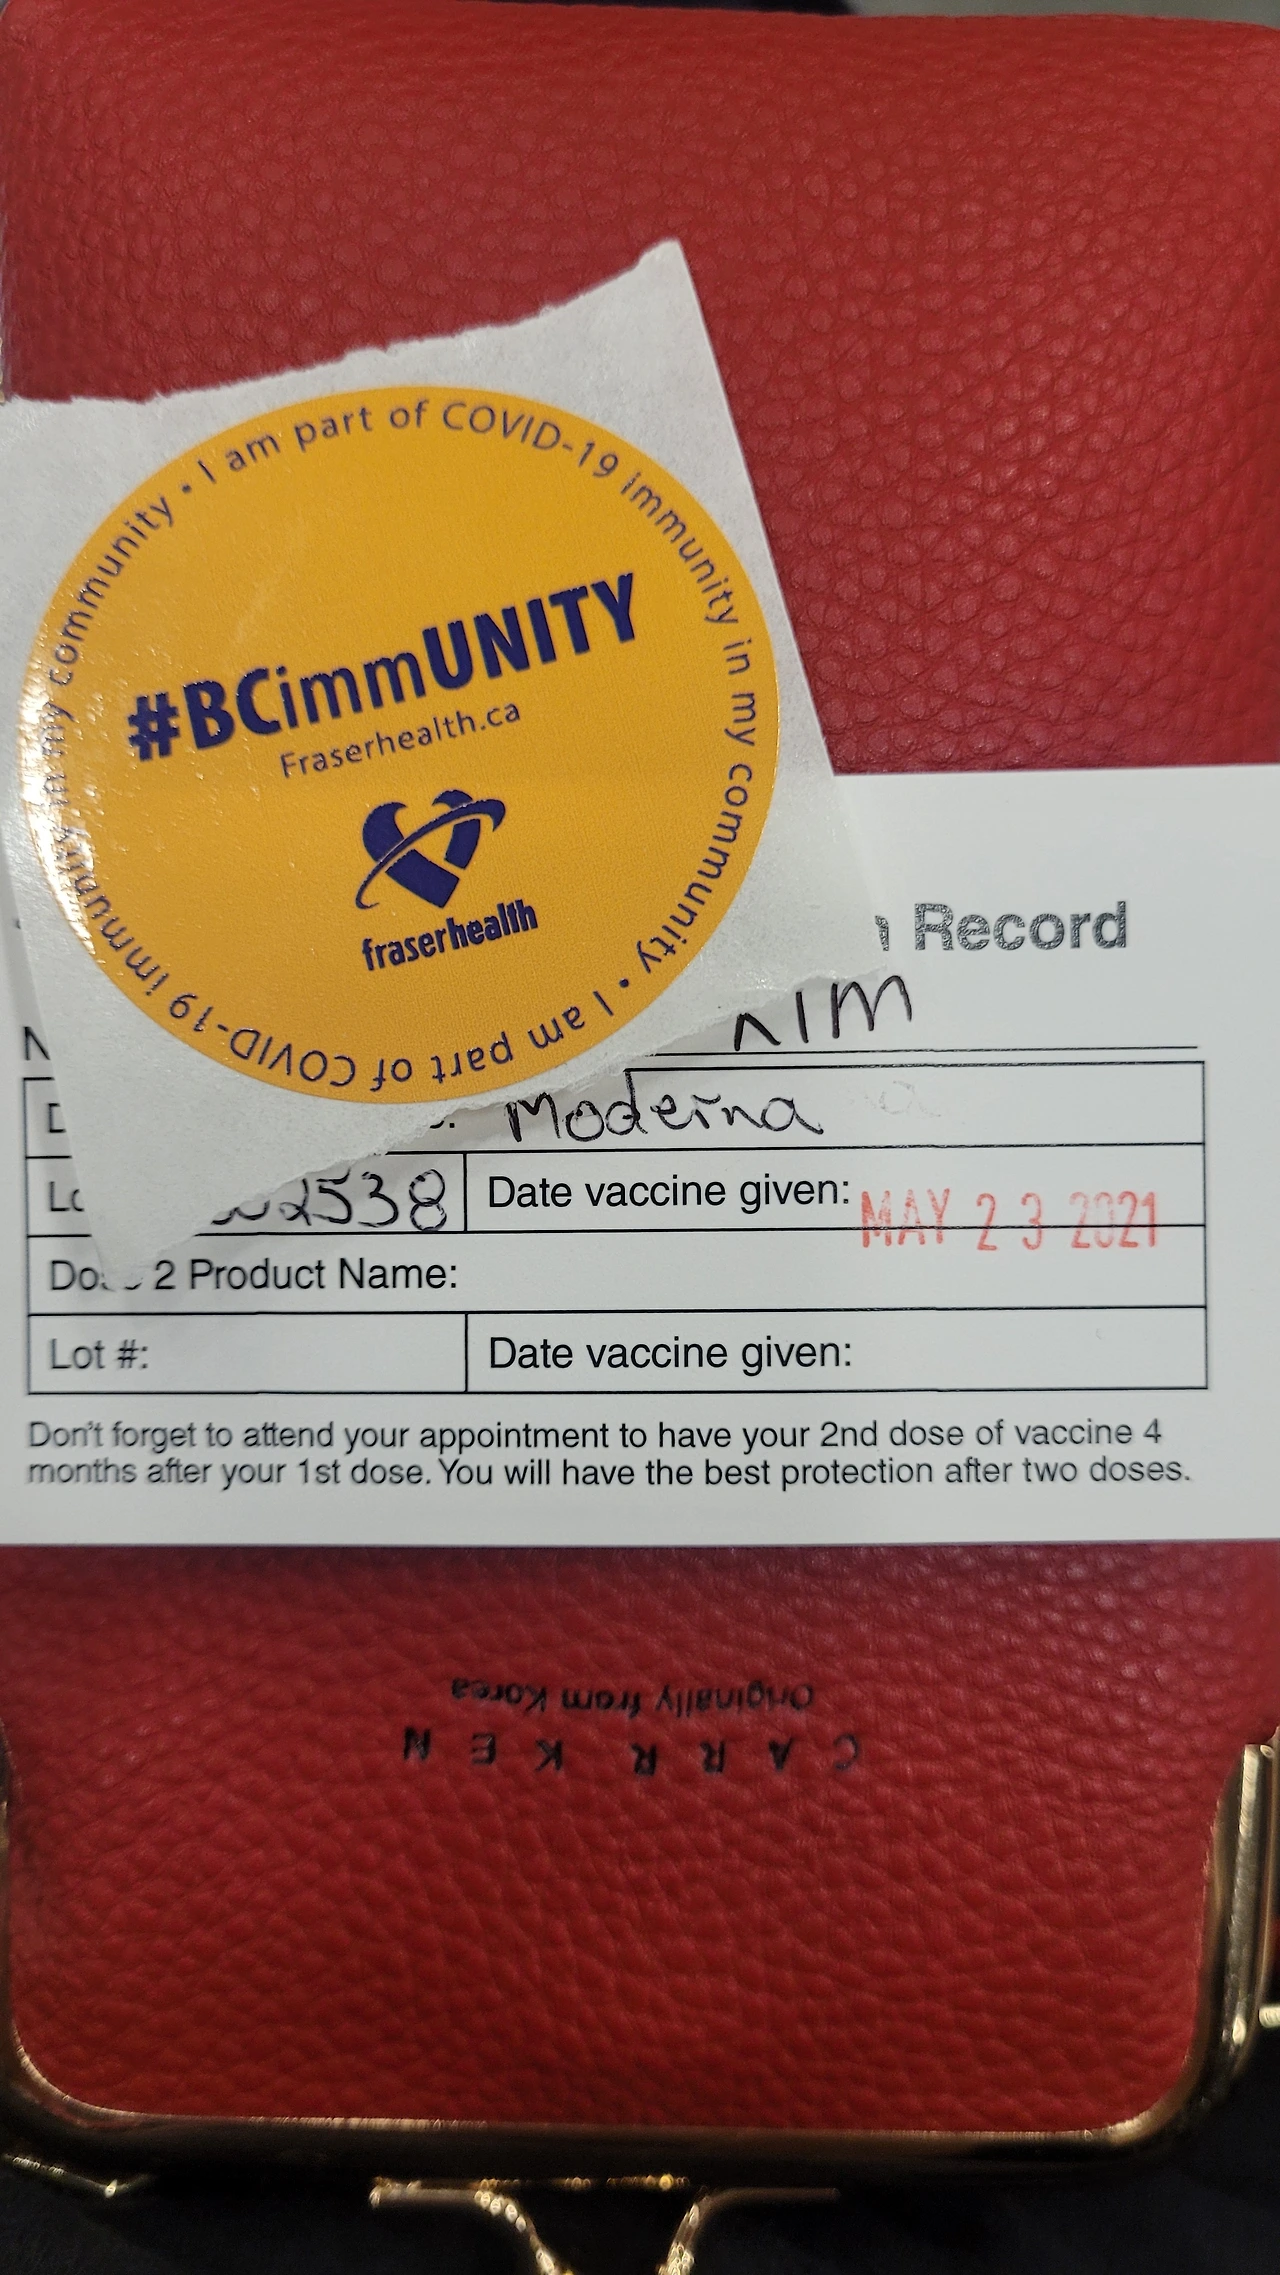 I am part of COVID-19 immunity in my community • I am part of COVID-19 immunity in my community •
#BCimmUNITY
Fraserhealth.ca
fraserhealth
Record
Moderna
2538
Date vaccine given: MAY 23 2021
2 Product Name:
Lot #:
Date vaccine given:
Don't forget to attend your appointment to have your 2nd dose of vaccine 4
months after your 1st dose. You will have the best protection after two doses.
Originally from Korea
CARRKEN